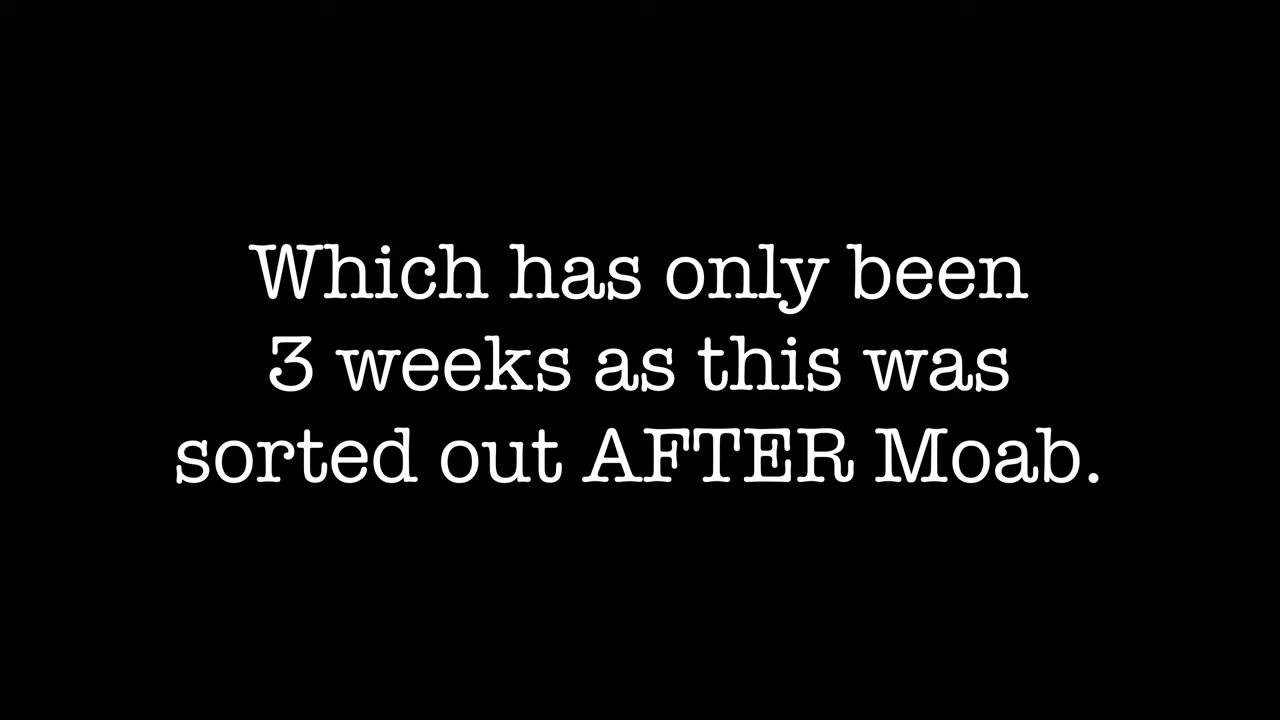 Which has only been
3 weeks as this was
sorted out AFTER Moab.